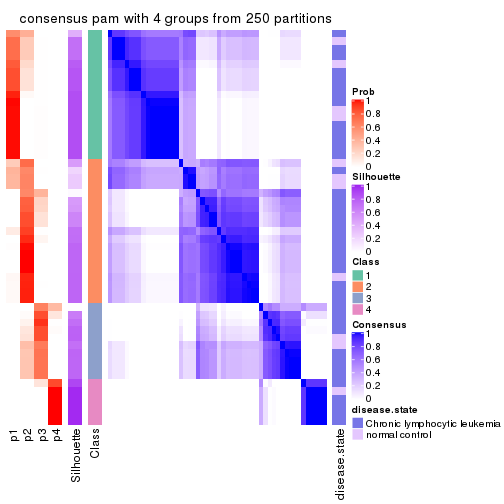 consensus pam with 4 groups from 250 partitions
Prob
1
0.8
0.6
0.4
0.2
0
Silhouette
1
0.8
0.6
0.4
0.2
0
Class
1
2
3
4
Consensus
1
0.8
0.6
0.4
0.2
0
disease.state
Chronic lymphocytic leukemia
normal control
p1
p2
p3
p4
Silhouette
Class
disease.state